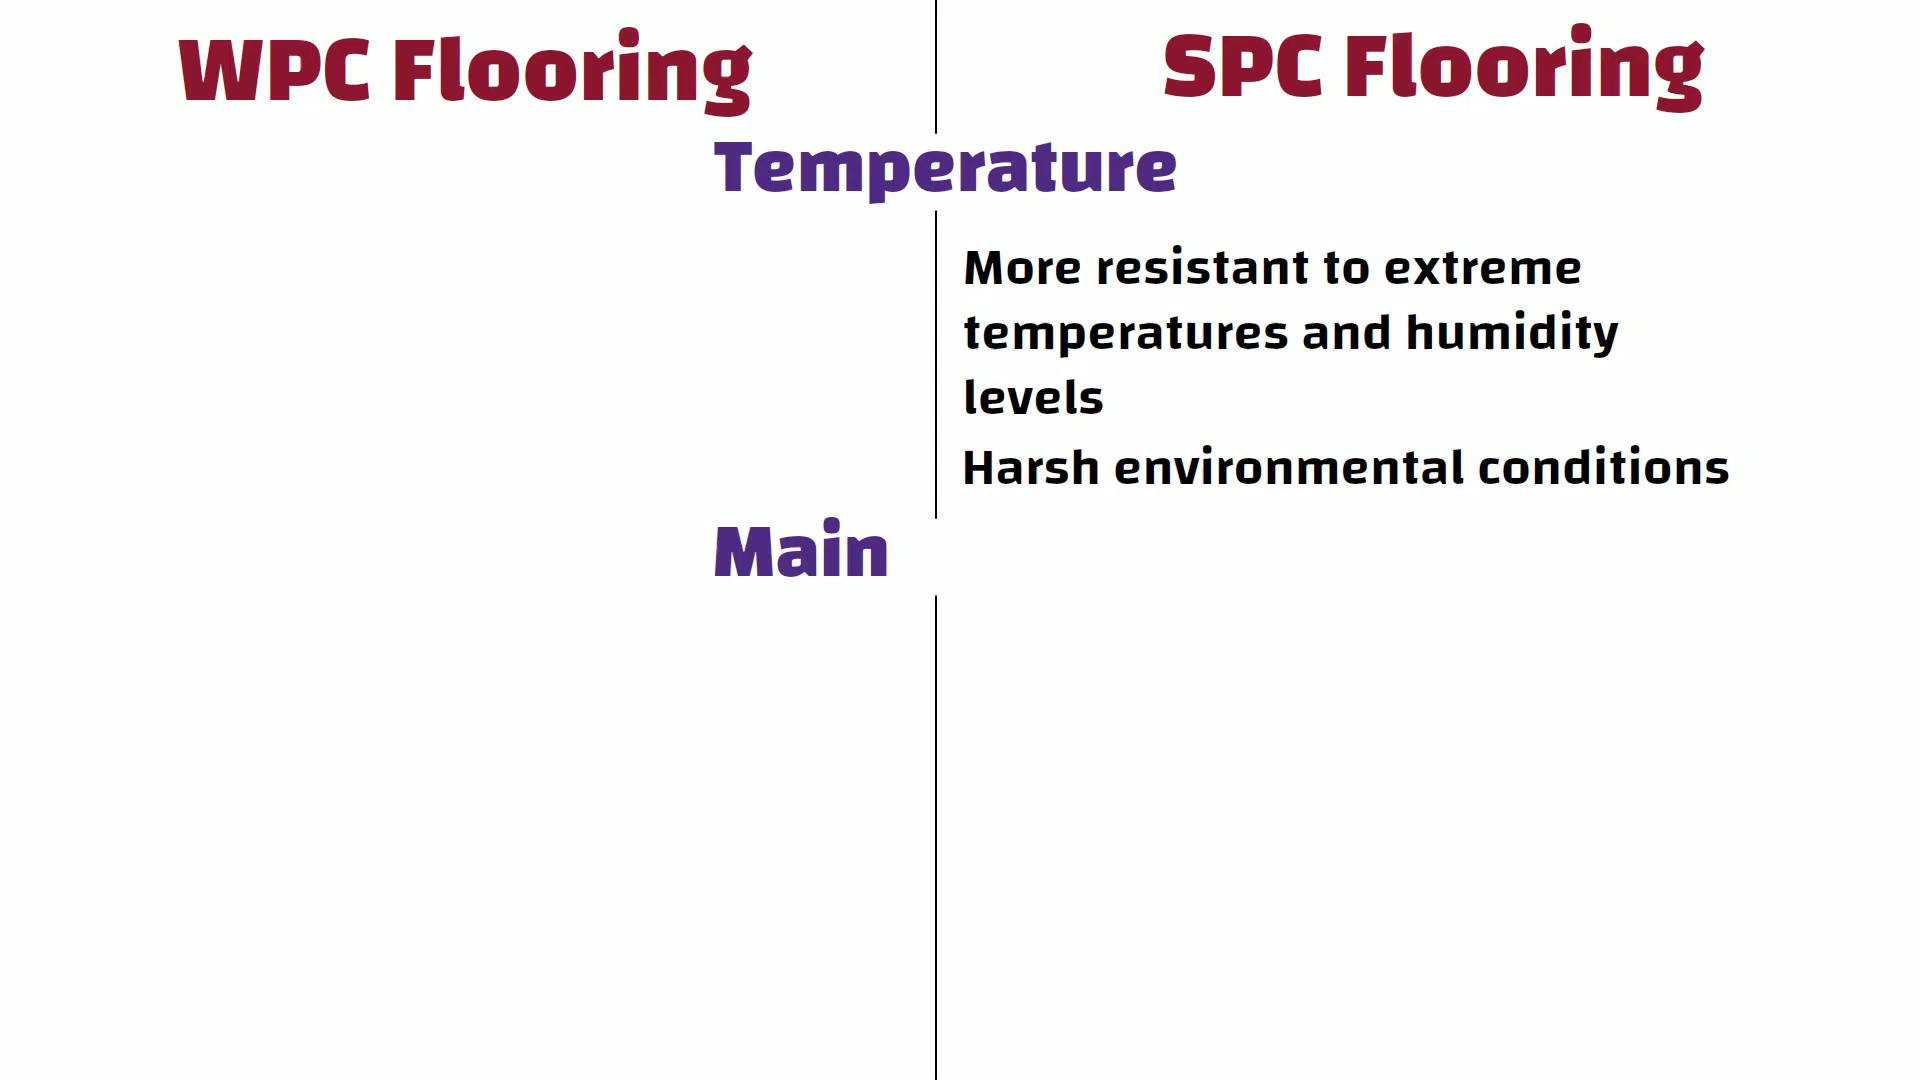 WPC Flooring
SPC Flooring
Temperature
More resistant to extreme
temperatures and humidity
levels
Harsh environmental conditions
Main